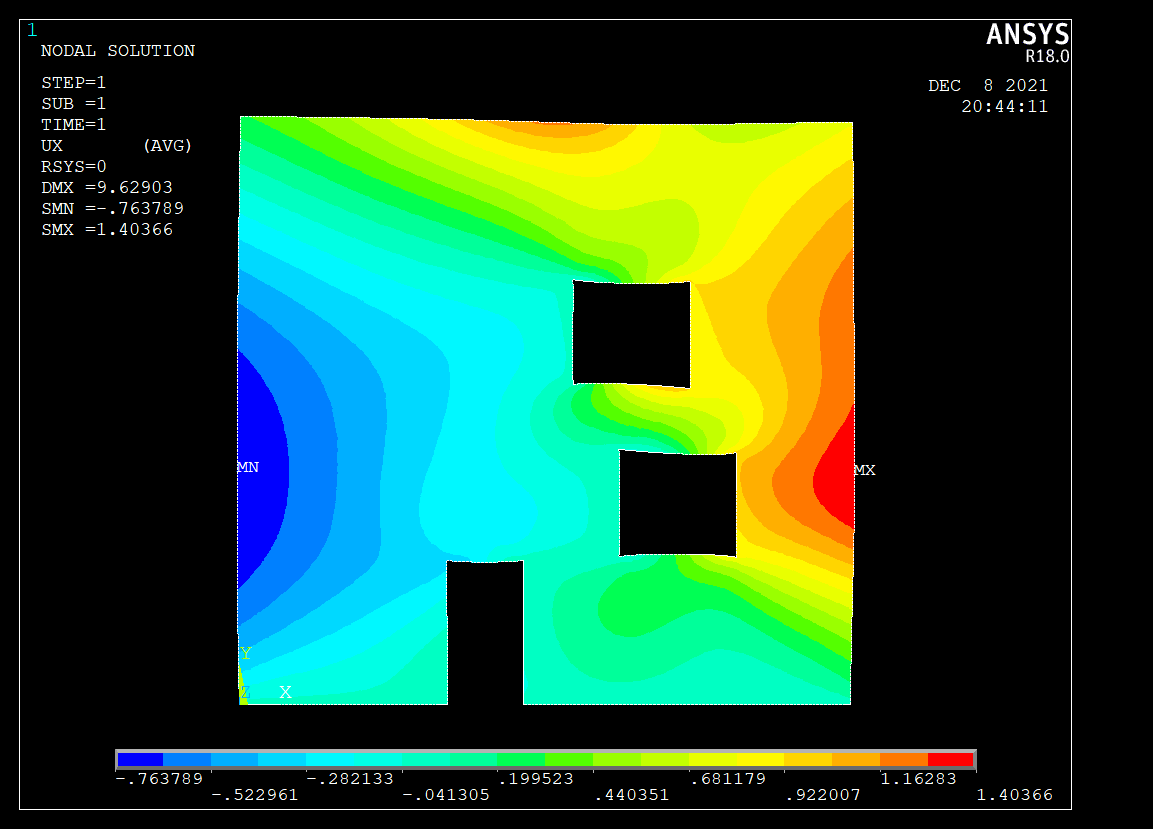 1
ANSYS
R18.0
NODAL SOLUTION
DEC 8 2021
20:44:11
STEP=1
SUB =1
TIME=1
UX (AVG)
RSYS=0
DMX =9.62903
SMN =-.763789
SMX =1.40366
MN
MX
Y
Z X
-.763789 -.282133 .199523 .681179 1.16283
-.522961 -.041305 .440351 .922007 1.40366